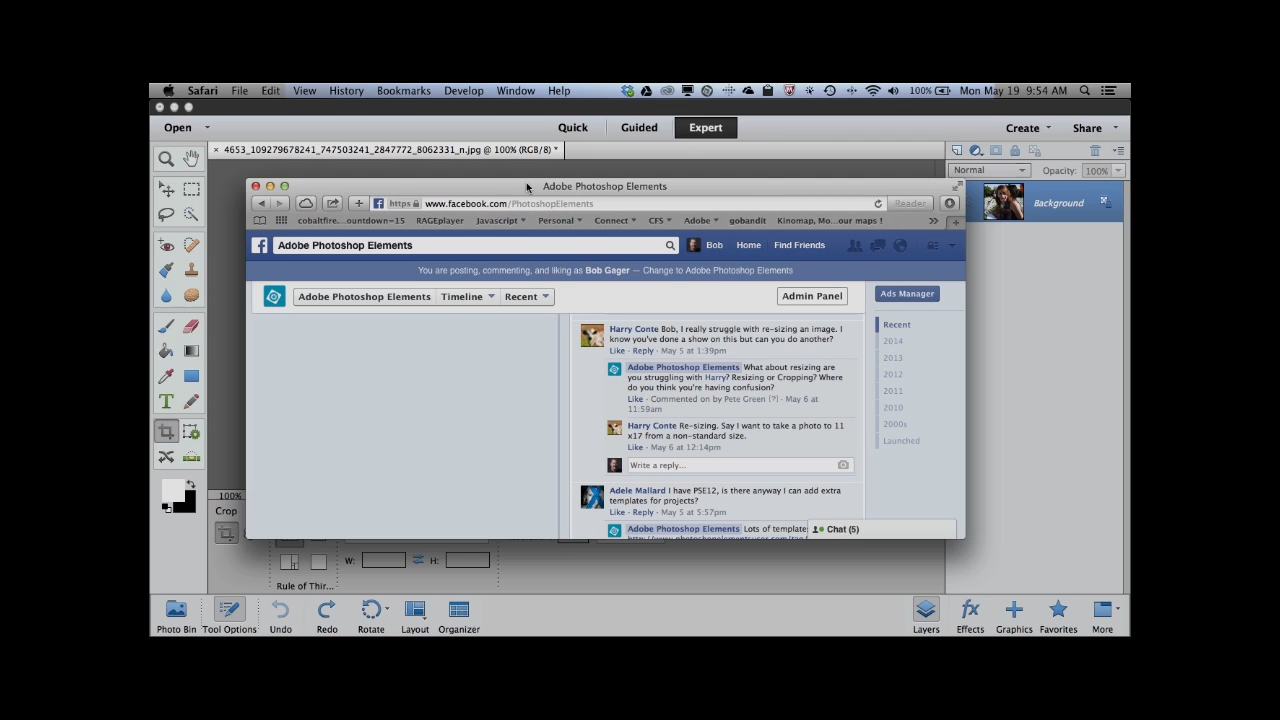 Safari File Edit View History Bookmarks Develop Window Help 100% Mon May 19 9:54 AM
Open Quick Guided Expert Create Share
× 4653_109279678241_747503241_2847772_8062331_n.jpg @ 100% (RGB/8) *
Normal Opacity: 100%
Background
Adobe Photoshop Elements
https www.facebook.com/PhotoshopElements Reader
cobaltfire....ountdown=15 RAGEplayer Javascript Personal Connect CFS Adobe gobandit Kinomap, Mo...our maps !
Adobe Photoshop Elements Bob Home Find Friends
You are posting, commenting, and liking as Bob Gager — Change to Adobe Photoshop Elements
Adobe Photoshop Elements Timeline Recent Admin Panel Ads Manager
Harry Conte Bob, I really struggle with re-sizing an image. I
know you've done a show on this but can you do another?
Like · Reply · May 5 at 1:39pm
Adobe Photoshop Elements What about resizing are
you struggling with Harry? Resizing or Cropping? Where
do you think you're having confusion?
Like · Commented on by Pete Green [?] · May 6 at
11:59am
Harry Conte Re-sizing. Say I want to take a photo to 11
x17 from a non-standard size.
Like · May 6 at 12:14pm
Write a reply...
Adele Mallard I have PSE12, is there anyway I can add extra
templates for projects?
Like · Reply · May 5 at 5:57pm
Adobe Photoshop Elements Lots of template
Chat (5)
Recent
2014
2013
2012
2011
2010
2000s
Launched
100%
Crop
W: H:
Rule of Thir...
Photo Bin Tool Options Undo Redo Rotate Layout Organizer Layers Effects Graphics Favorites More